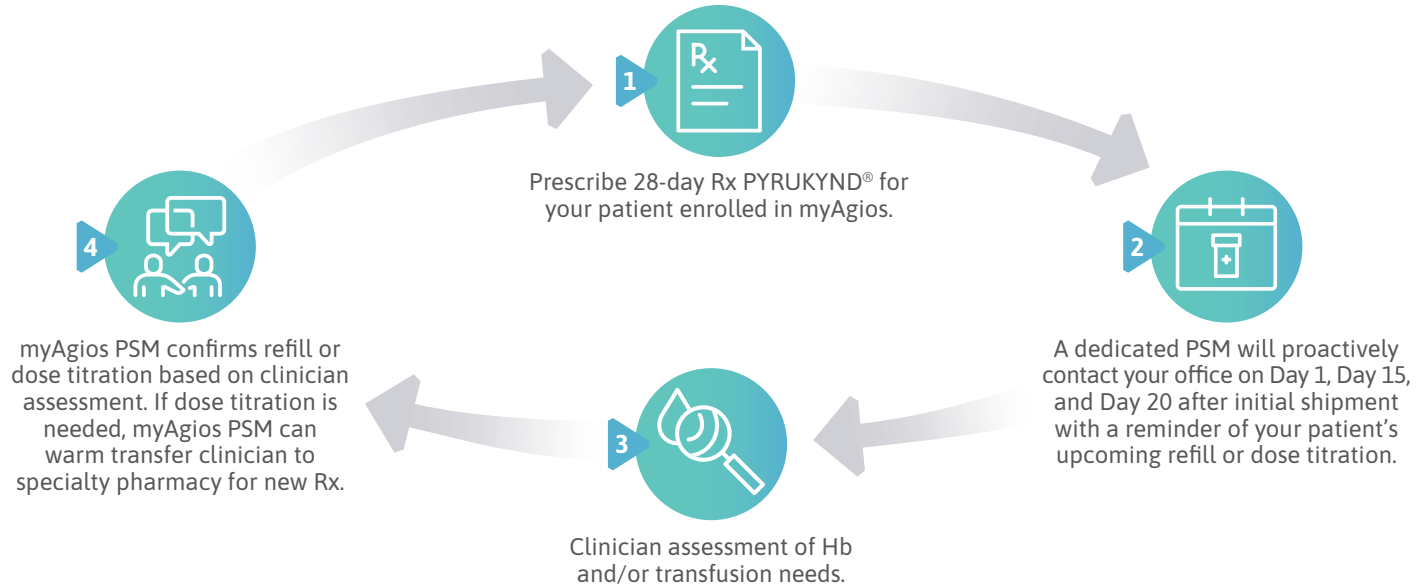 1
Rx
Prescribe 28-day Rx PYRUKYND® for
your patient enrolled in myAgios.
2
A dedicated PSM will proactively
contact your office on Day 1, Day 15,
and Day 20 after initial shipment
with a reminder of your patient’s
upcoming refill or dose titration.
3
Clinician assessment of Hb
and/or transfusion needs.
4
myAgios PSM confirms refill or
dose titration based on clinician
assessment. If dose titration is
needed, myAgios PSM can
warm transfer clinician to
specialty pharmacy for new Rx.